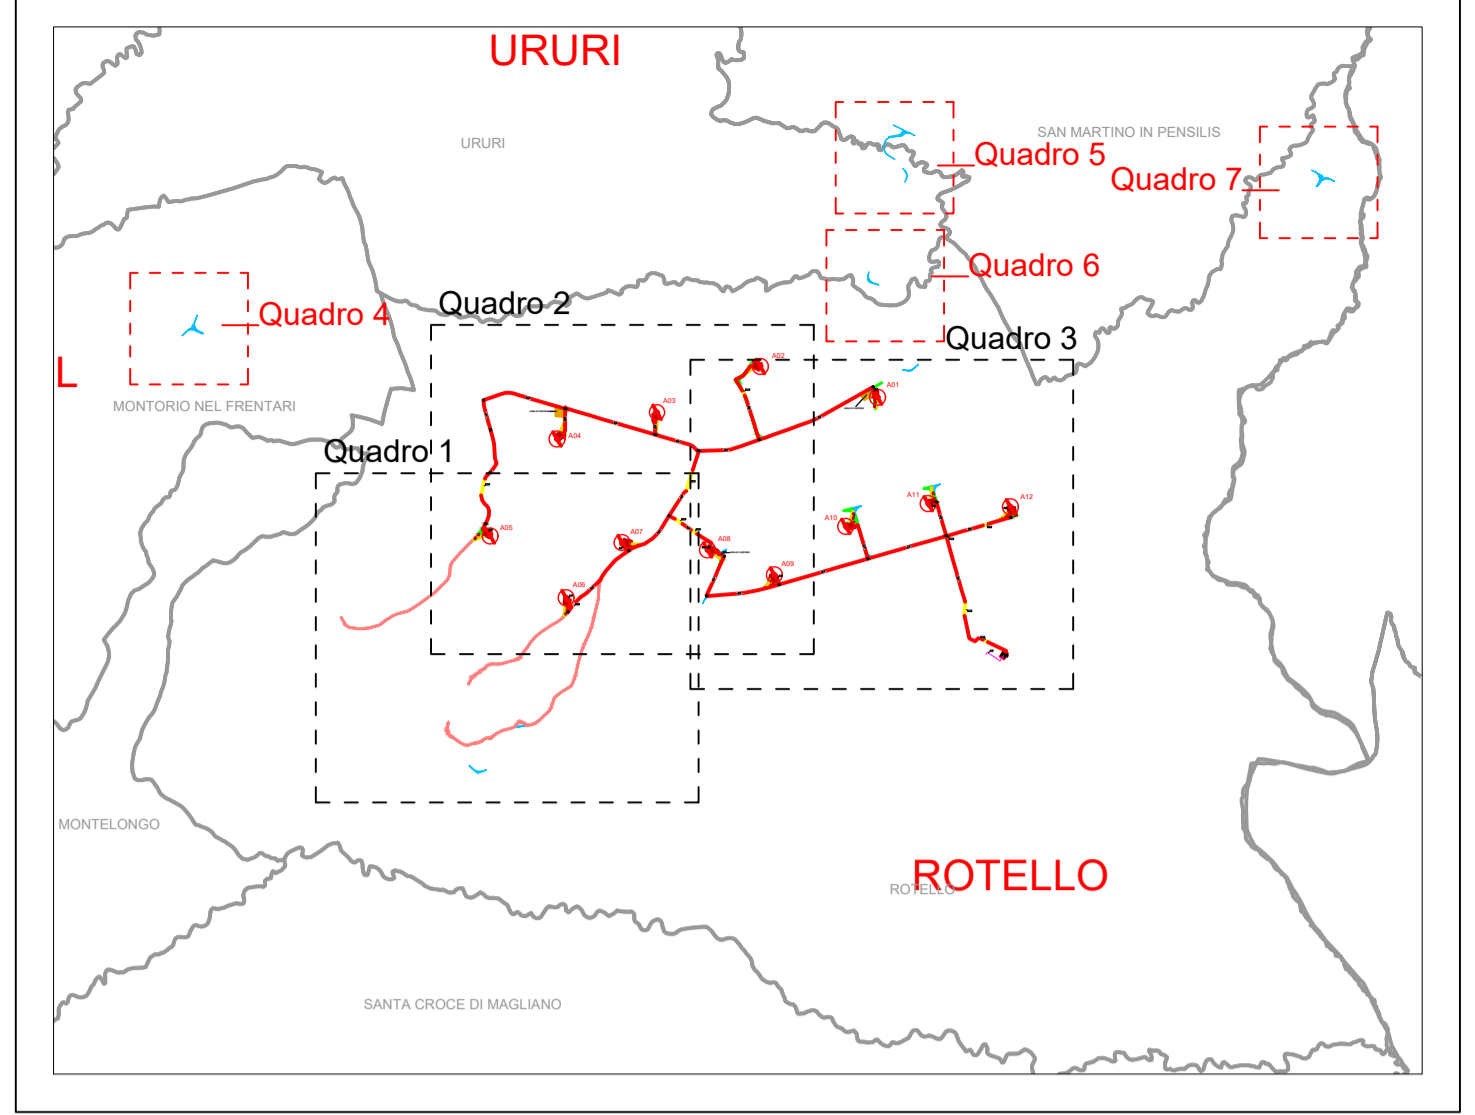 URURI
URURI
SAN MARTINO IN PENSILIS
Quadro 5
Quadro 7
Quadro 6
Quadro 2
Quadro 4
Quadro 3
L
MONTORIO NEL FRENTARI
A02
A01
A03
A04
Quadro 1
A11
A12
A10
A05
A07
A08
A09
A06
MONTELONGO
ROTELLO
ROTELLO
SANTA CROCE DI MAGLIANO